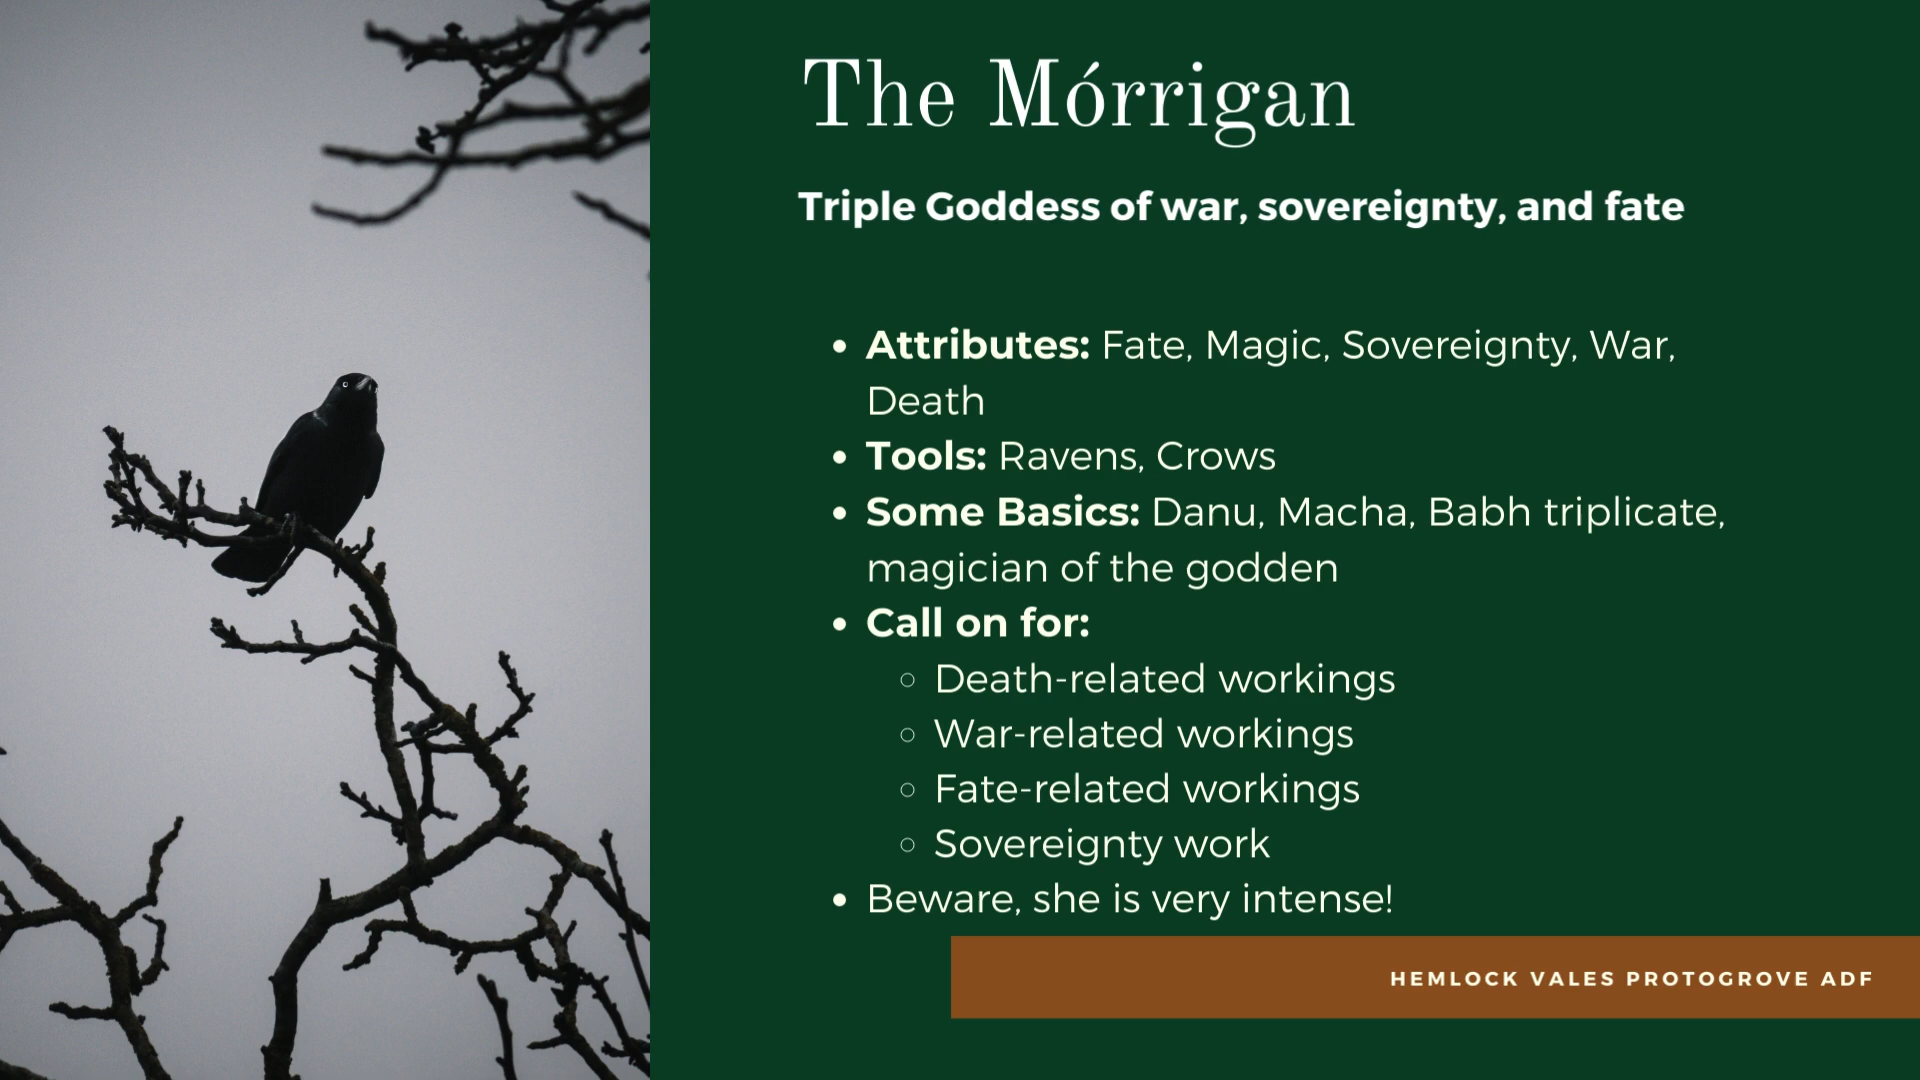 The Mórrigan
Triple Goddess of war, sovereignty, and fate
• Attributes: Fate, Magic, Sovereignty, War,
Death
• Tools: Ravens, Crows
• Some Basics: Danu, Macha, Babh triplicate,
magician of the godden
• Call on for:
○ Death-related workings
○ War-related workings
○ Fate-related workings
○ Sovereignty work
• Beware, she is very intense!
HEMLOCK VALES PROTOGROVE ADF